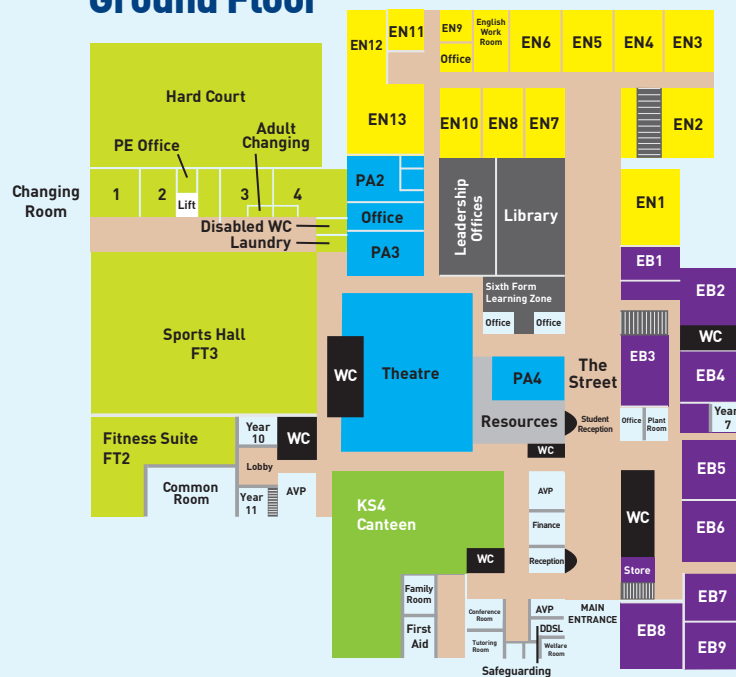 Ground Floor
EN12
EN11
EN9
Office
English
Work
Room
EN6
EN5
EN4
EN3
Hard Court
EN13
EN10
EN8
EN7
EN2
PE Office
Adult
Changing
Changing
Room
1
2
Lift
3
4
Disabled WC
Laundry
PA2
Office
PA3
Leadership
Offices
Library
EN1
EB1
EB2
Sixth Form
Learning Zone
Office
Office
WC
Sports Hall
FT3
WC
Theatre
PA4
The
Street
EB3
EB4
Resources
Student
Reception
Office
Plant
Room
Year
7
Fitness Suite
FT2
Year
10
WC
Lobby
Common
Room
Year
11
AVP
WC
KS4
Canteen
AVP
Finance
Reception
WC
WC
Store
EB5
EB6
Family
Room
First
Aid
Conference
Room
Tutoring
Room
AVP
DDSL
Welfare
Room
Safeguarding
MAIN
ENTRANCE
EB8
EB7
EB9